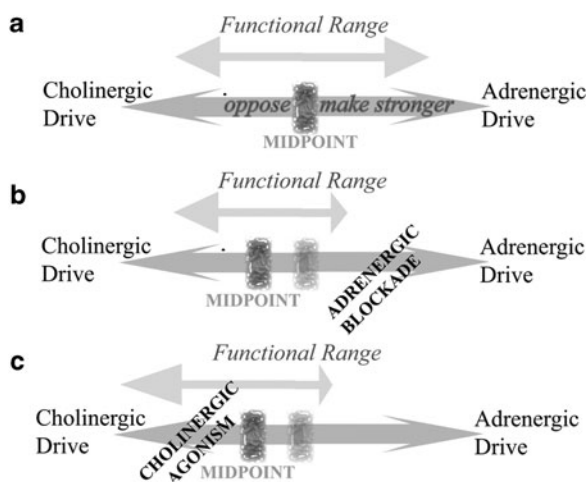 a
Functional Range
Cholinergic
Drive
oppose
make stronger
Adrenergic
Drive
MIDPOINT
b
Functional Range
Cholinergic
Drive
Adrenergic
Drive
MIDPOINT
ADRENERGIC
BLOCKADE
c
Functional Range
Cholinergic
Drive
CHOLINERGIC
AGONISM
Adrenergic
Drive
MIDPOINT